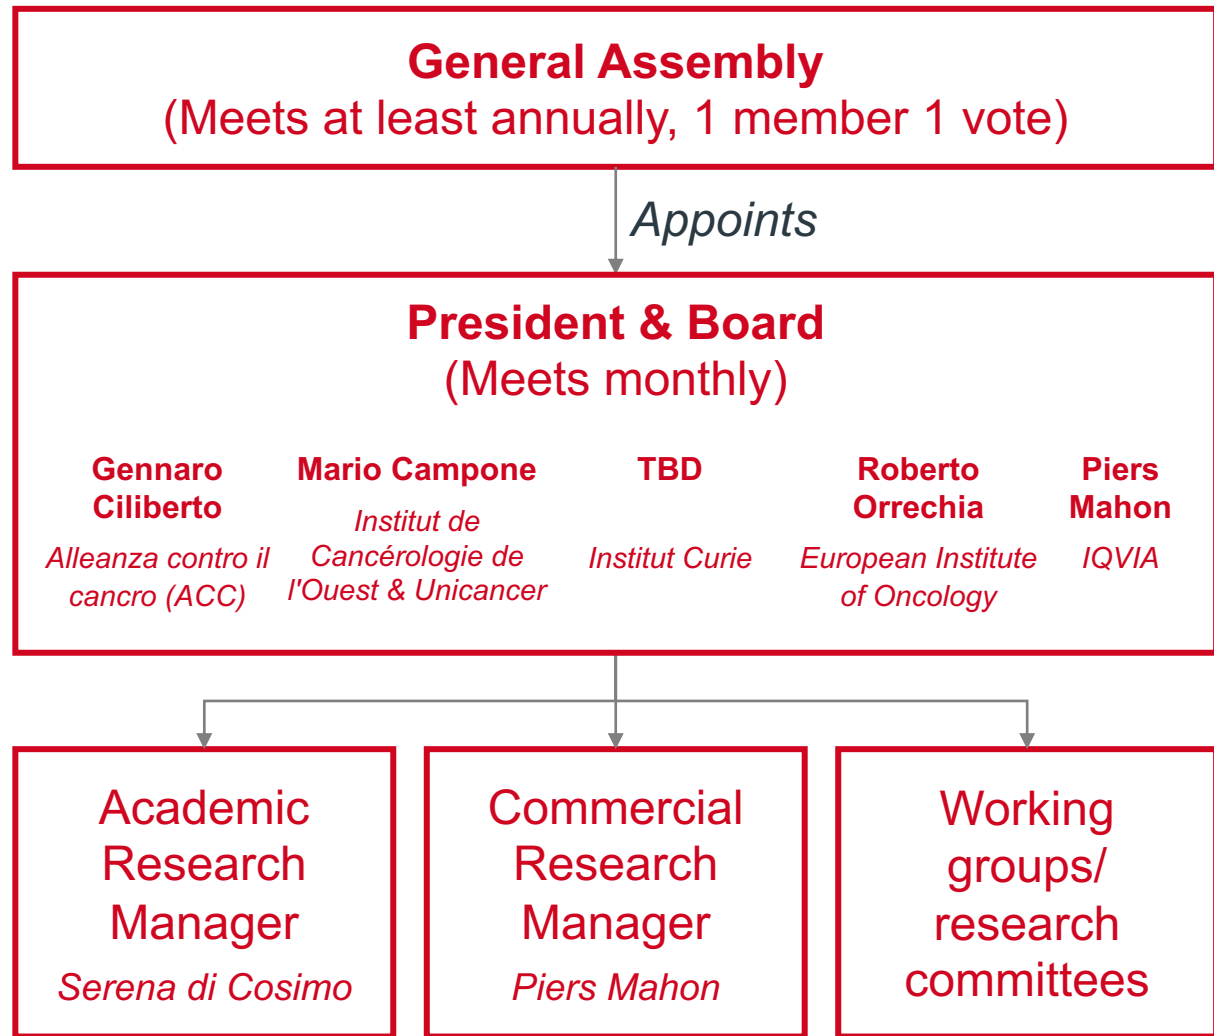 General Assembly
(Meets at least annually, 1 member 1 vote)
Appoints
President & Board
(Meets monthly)
Gennaro
Ciliberto
Alleanza contro il
cancro (ACC)
Mario Campone
Institut de
Cancérologie de
l'Ouest & Unicancer
TBD
Institut Curie
Roberto
Orrechia
European Institute
of Oncology
Piers
Mahon
IQVIA
Academic
Research
Manager
Serena di Cosimo
Commercial
Research
Manager
Piers Mahon
Working
groups/
research
committees